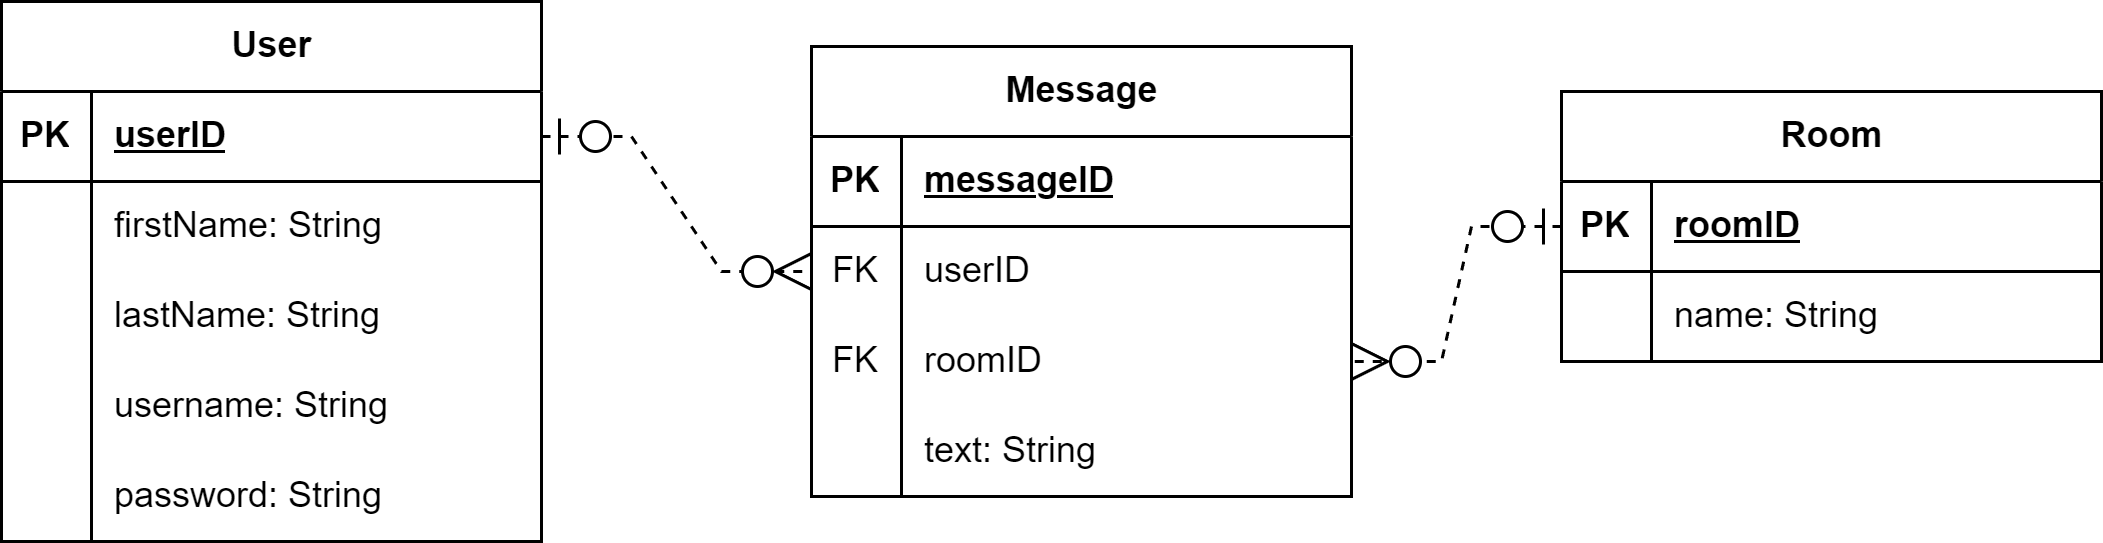 User
PK userID
firstName: String
lastName: String
username: String
password: String
Message
PK messageID
FK userID
FK roomID
text: String
Room
PK roomID
name: String